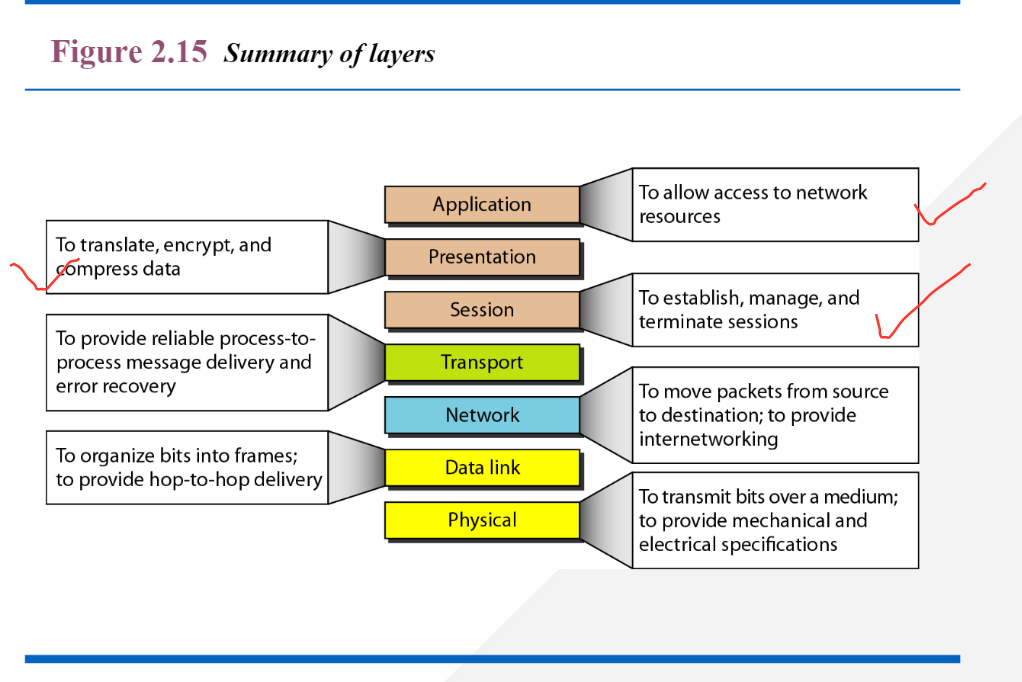 Figure 2.15 Summary of layers
Application
To allow access to network
resources
To translate, encrypt, and
compress data
Presentation
Session
To establish, manage, and
terminate sessions
To provide reliable process-to-
process message delivery and
error recovery
Transport
Network
To move packets from source
to destination; to provide
internetworking
To organize bits into frames;
to provide hop-to-hop delivery
Data link
Physical
To transmit bits over a medium;
to provide mechanical and
electrical specifications